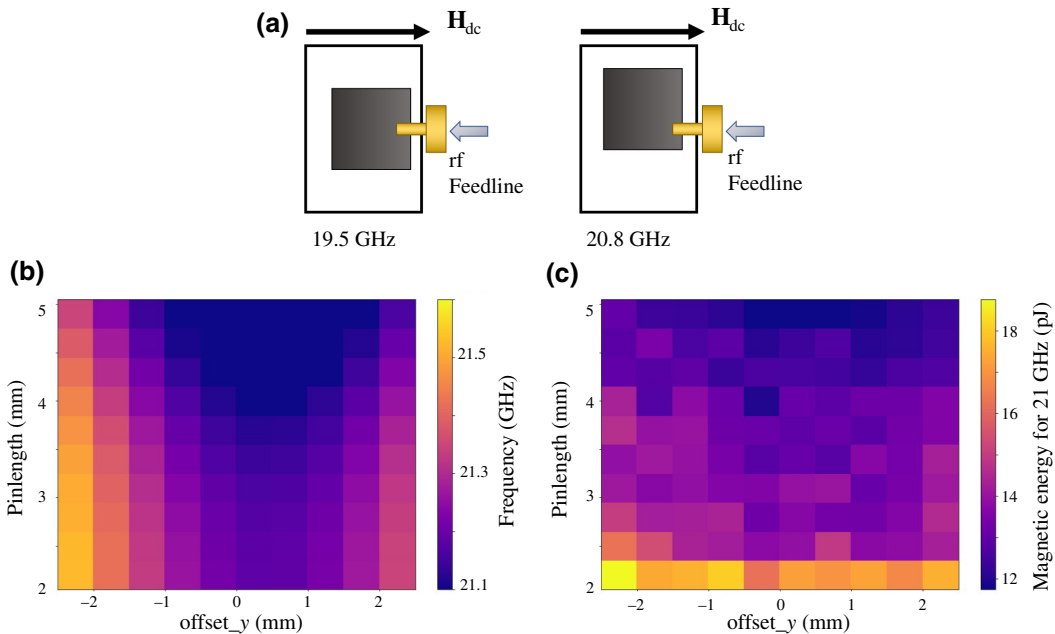 (a)
H_dc
H_dc
rf
Feedline
rf
Feedline
19.5 GHz
20.8 GHz
(b)
5
4
3
2
Pinlength (mm)
−2
−1
0
1
2
offset_y (mm)
21.5
21.3
21.1
Frequency (GHz)
(c)
5
4
3
2
Pinlength (mm)
−2
−1
0
1
2
offset_y (mm)
18
16
14
12
Magnetic energy for 21 GHz (pJ)